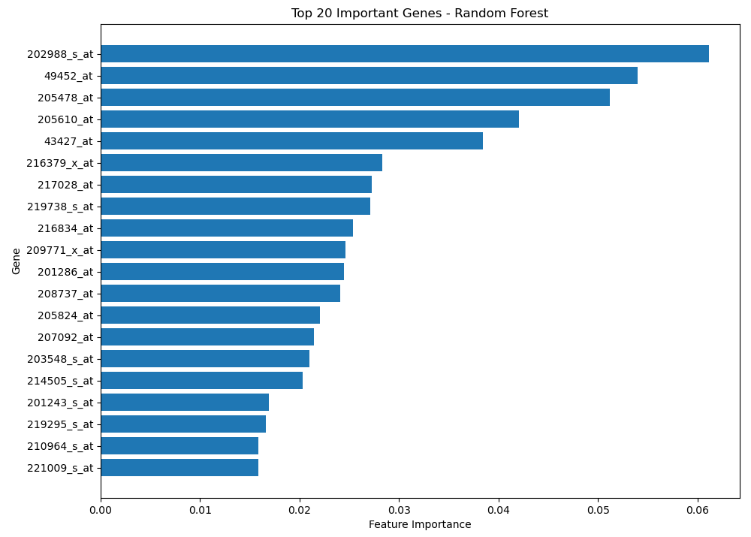 Top 20 Important Genes - Random Forest
202988_s_at
49452_at
205478_at
205610_at
43427_at
216379_x_at
217028_at
219738_s_at
216834_at
209771_x_at
201286_at
208737_at
205824_at
207092_at
203548_s_at
214505_s_at
201243_s_at
219295_s_at
210964_s_at
221009_s_at
Gene
0.00 0.01 0.02 0.03 0.04 0.05 0.06
Feature Importance